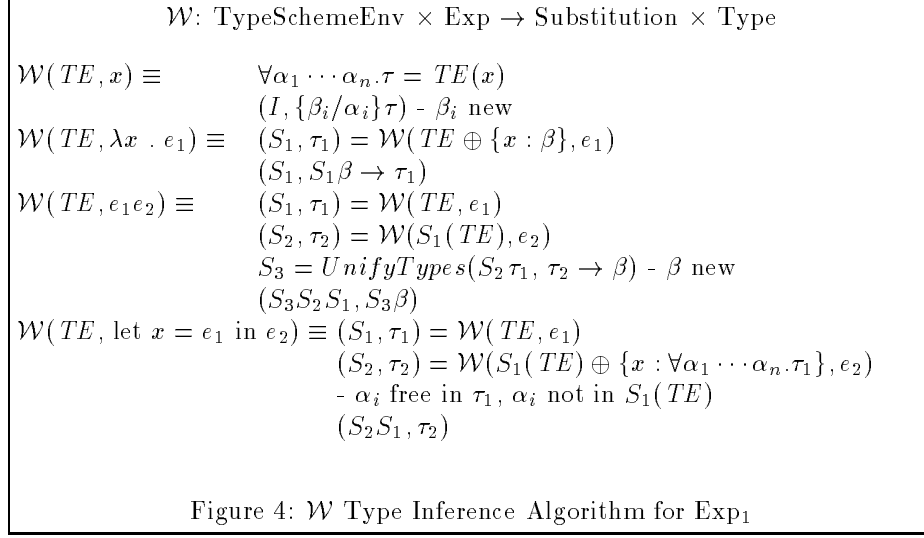 𝒲: TypeSchemeEnv × Exp → Substitution × Type
𝒲(TE, x) ≡ ∀α₁ ⋯ αₙ.τ = TE(x)
(I, {βᵢ/αᵢ}τ) - βᵢ new
𝒲(TE, λx . e₁) ≡ (S₁, τ₁) = 𝒲(TE ⊕ {x : β}, e₁)
(S₁, S₁β → τ₁)
𝒲(TE, e₁e₂) ≡ (S₁, τ₁) = 𝒲(TE, e₁)
(S₂, τ₂) = 𝒲(S₁(TE), e₂)
S₃ = UnifyTypes(S₂τ₁, τ₂ → β) - β new
(S₃S₂S₁, S₃β)
𝒲(TE, let x = e₁ in e₂) ≡ (S₁, τ₁) = 𝒲(TE, e₁)
(S₂, τ₂) = 𝒲(S₁(TE) ⊕ {x : ∀α₁ ⋯ αₙ.τ₁}, e₂)
- αᵢ free in τ₁, αᵢ not in S₁(TE)
(S₂S₁, τ₂)
Figure 4: 𝒲 Type Inference Algorithm for Exp₁